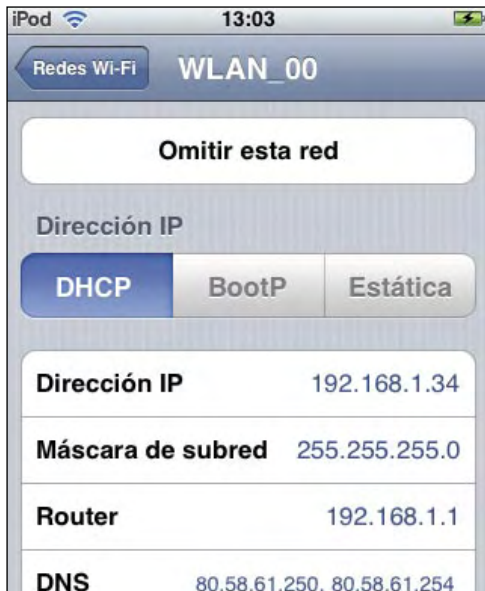 iPod 13:03
Redes Wi-Fi WLAN_00
Omitir esta red
Dirección IP
DHCP BootP Estática
Dirección IP 192.168.1.34
Máscara de subred 255.255.255.0
Router 192.168.1.1
DNS 80.58.61.250, 80.58.61.254